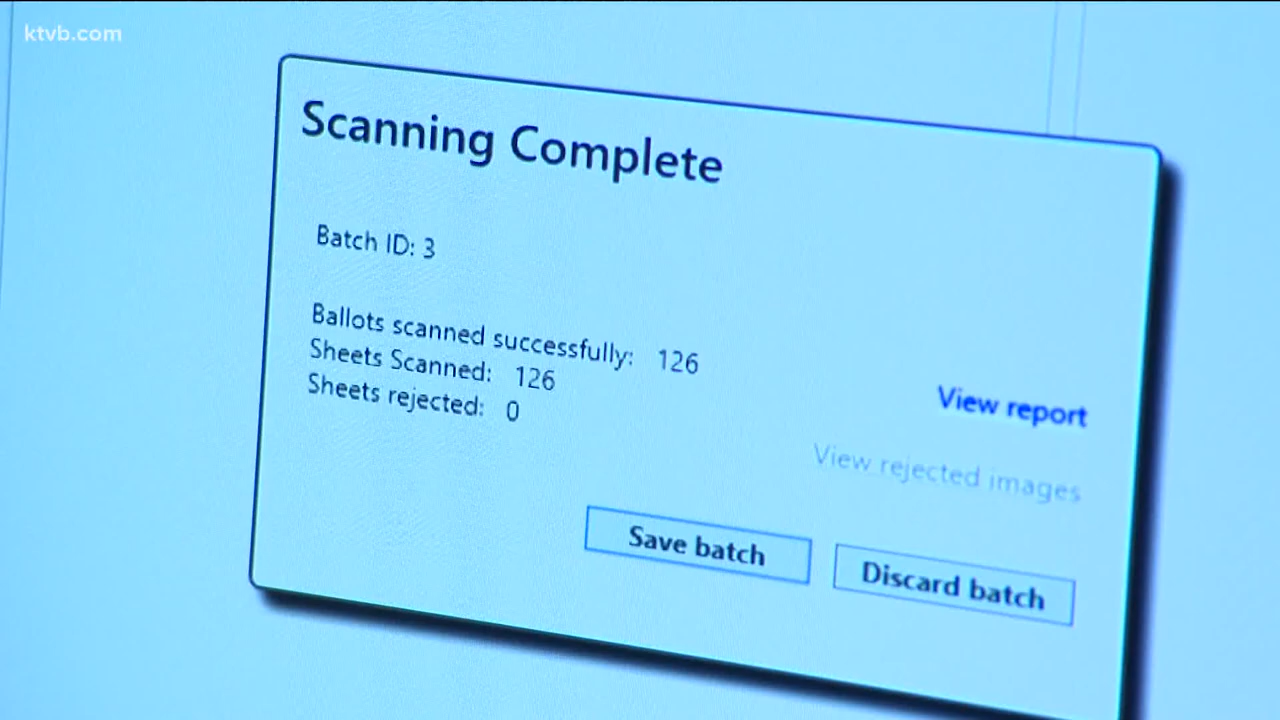 ktvb.com
Scanning Complete
Batch ID: 3
Ballots scanned successfully: 126
Sheets Scanned: 126
Sheets rejected: 0
View report
View rejected images
Save batch
Discard batch